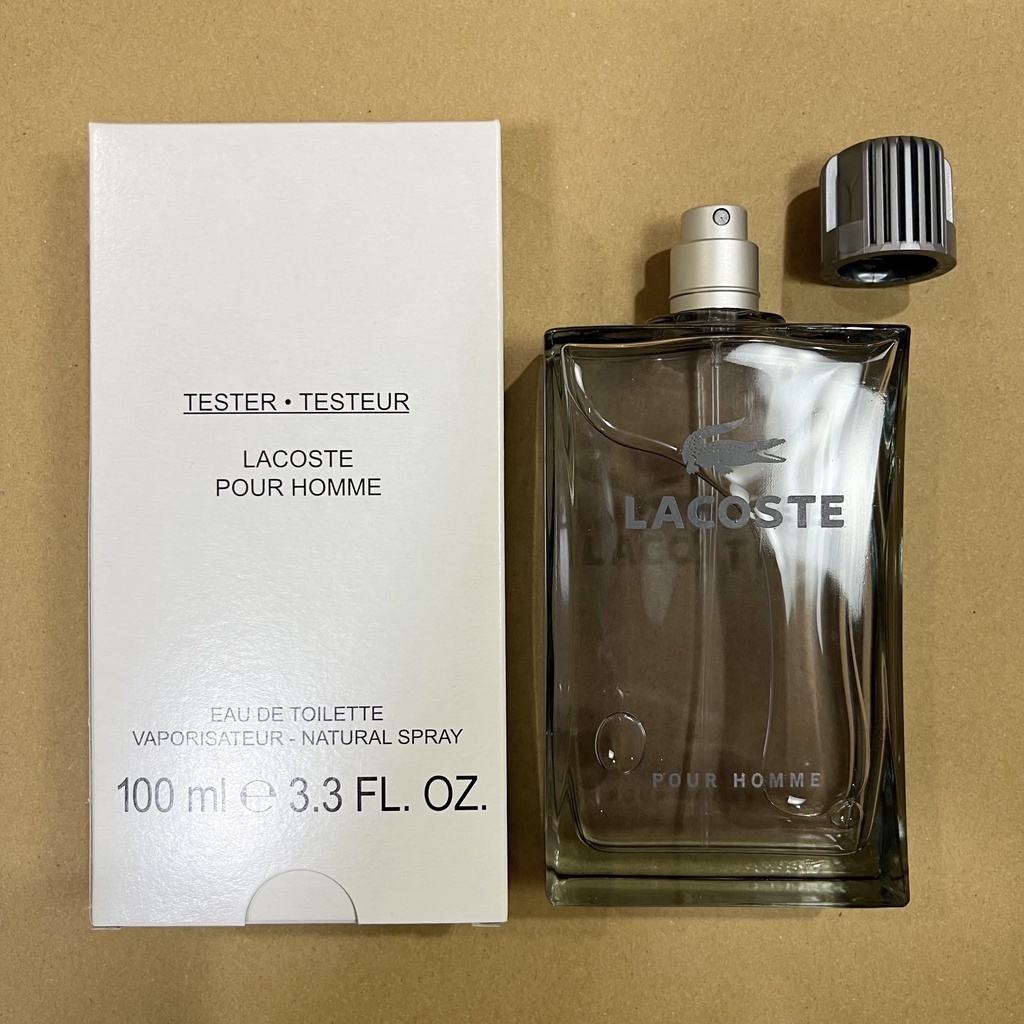 TESTER • TESTEUR
LACOSTE
POUR HOMME
EAU DE TOILETTE
VAPORISATEUR - NATURAL SPRAY
100 ml ℮ 3.3 FL. OZ.
LACOSTE
POUR HOMME